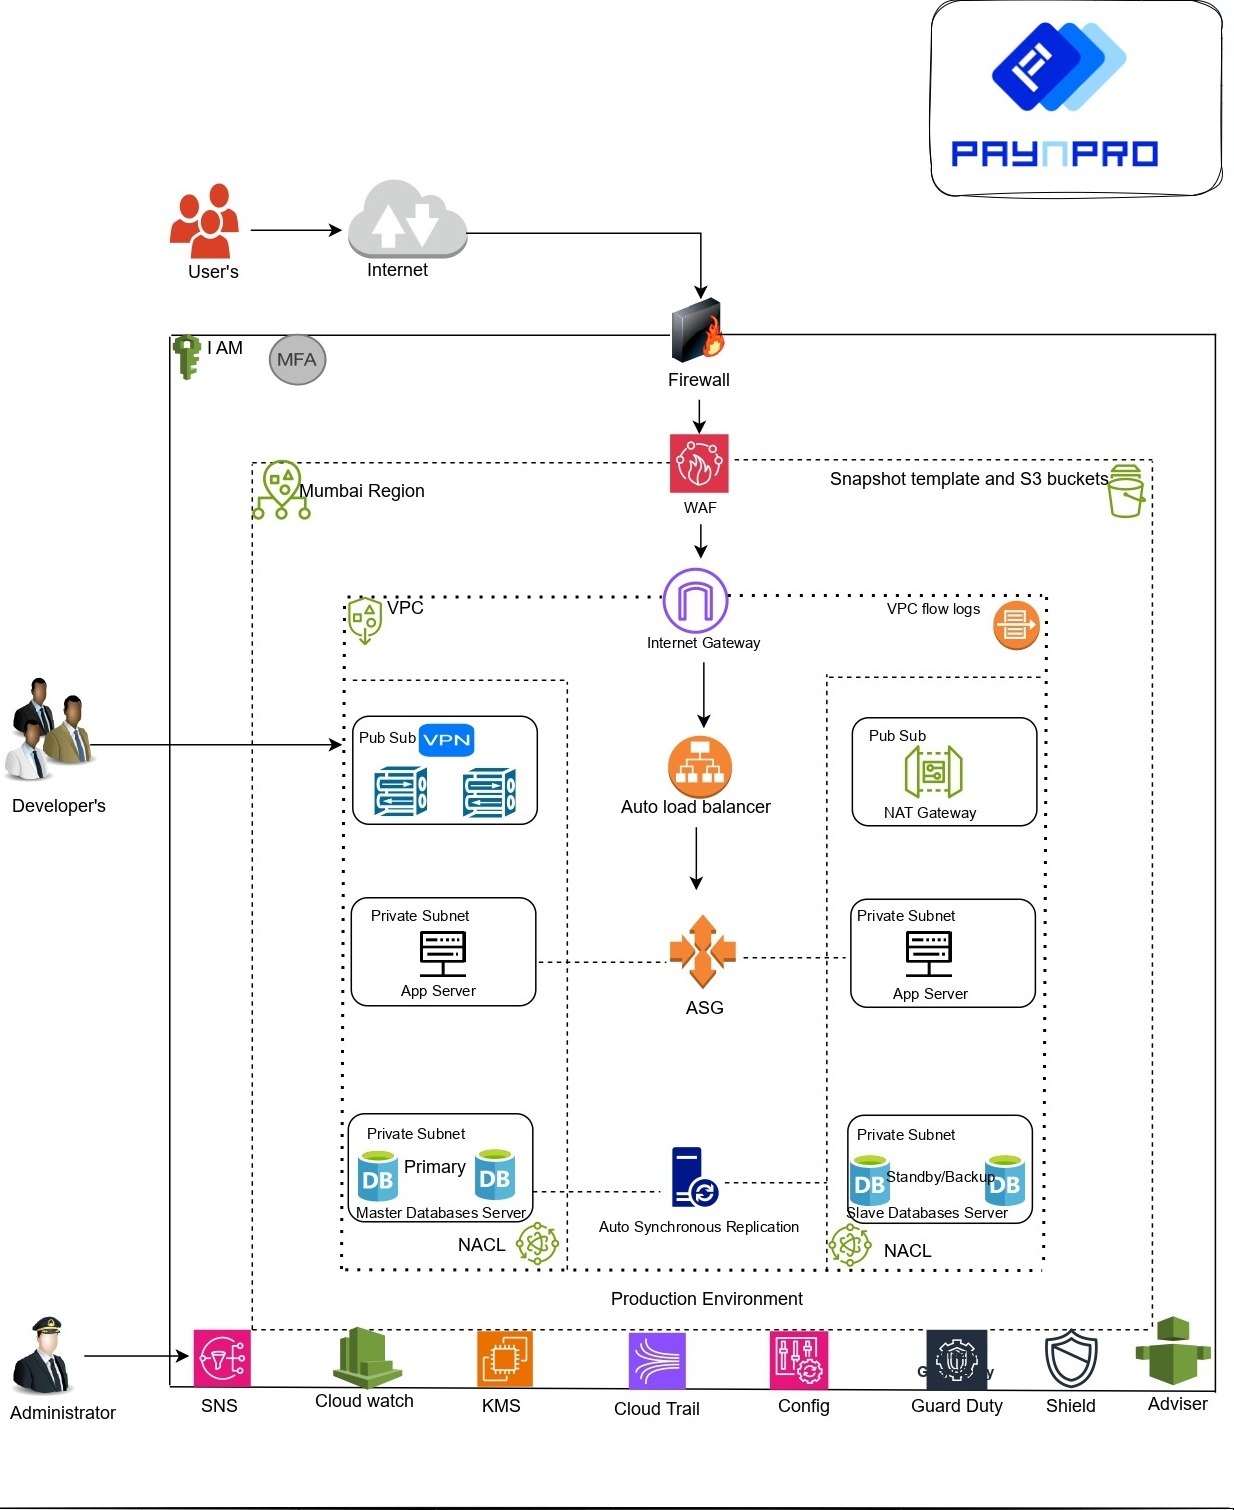 PAYNPRO
User's
Internet
I AM
MFA
Firewall
Mumbai Region
WAF
Snapshot template and S3 buckets
VPC
Internet Gateway
VPC flow logs
Pub Sub VPN
Auto load balancer
Pub Sub
NAT Gateway
Developer's
Private Subnet
App Server
ASG
Private Subnet
App Server
Private Subnet
DB Primary DB
Master Databases Server
Auto Synchronous Replication
Private Subnet
DB Standby/Backup DB
Slave Databases Server
NACL
NACL
Production Environment
Administrator
SNS
Cloud watch
KMS
Cloud Trail
Config
Guard Duty
Shield
Adviser